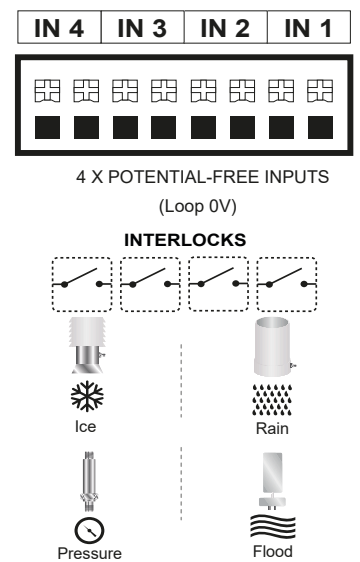 IN 4 IN 3 IN 2 IN 1
4 X POTENTIAL-FREE INPUTS
(Loop 0V)
INTERLOCKS
Ice
Rain
Pressure
Flood